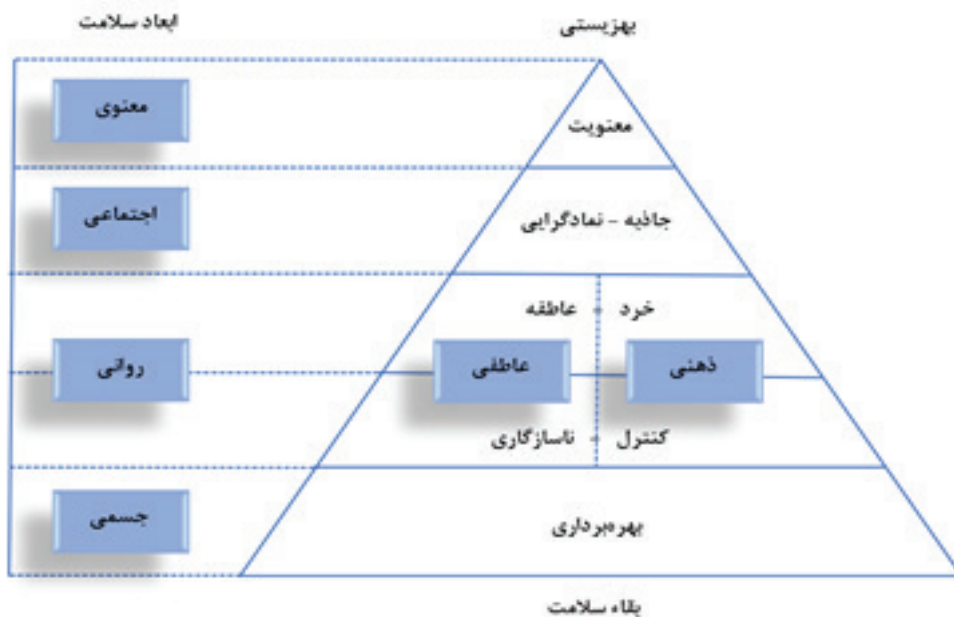 بهزیستی
ابعاد سلامت
معنویت
معنوی
جاذبه - نمادگرایی
اجتماعی
خرد - عاطفه
ذهنی
عاطفی
روانی
کنترل - ناسازگاری
بهره‌برداری
جسمی
بقاء سلامت